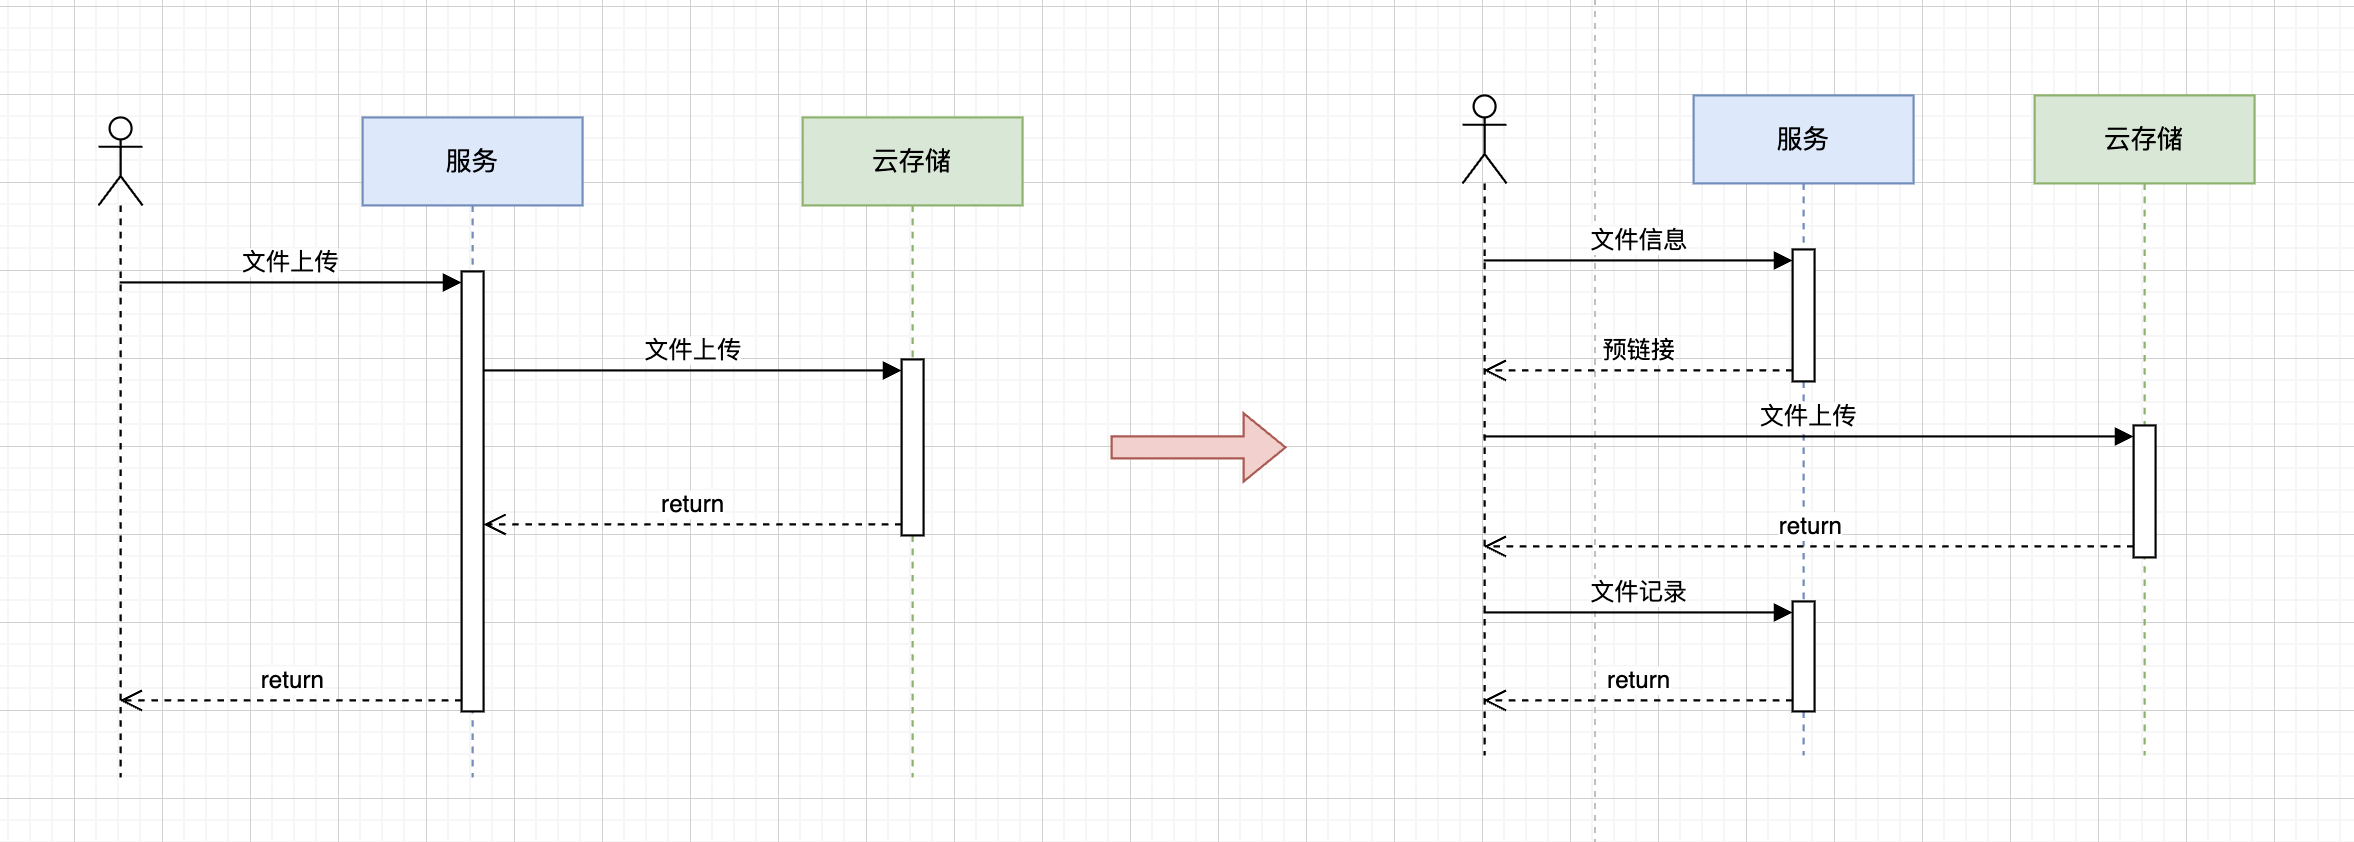 服务
云存储
文件上传
文件上传
return
return
服务
云存储
文件信息
预链接
文件上传
return
文件记录
return